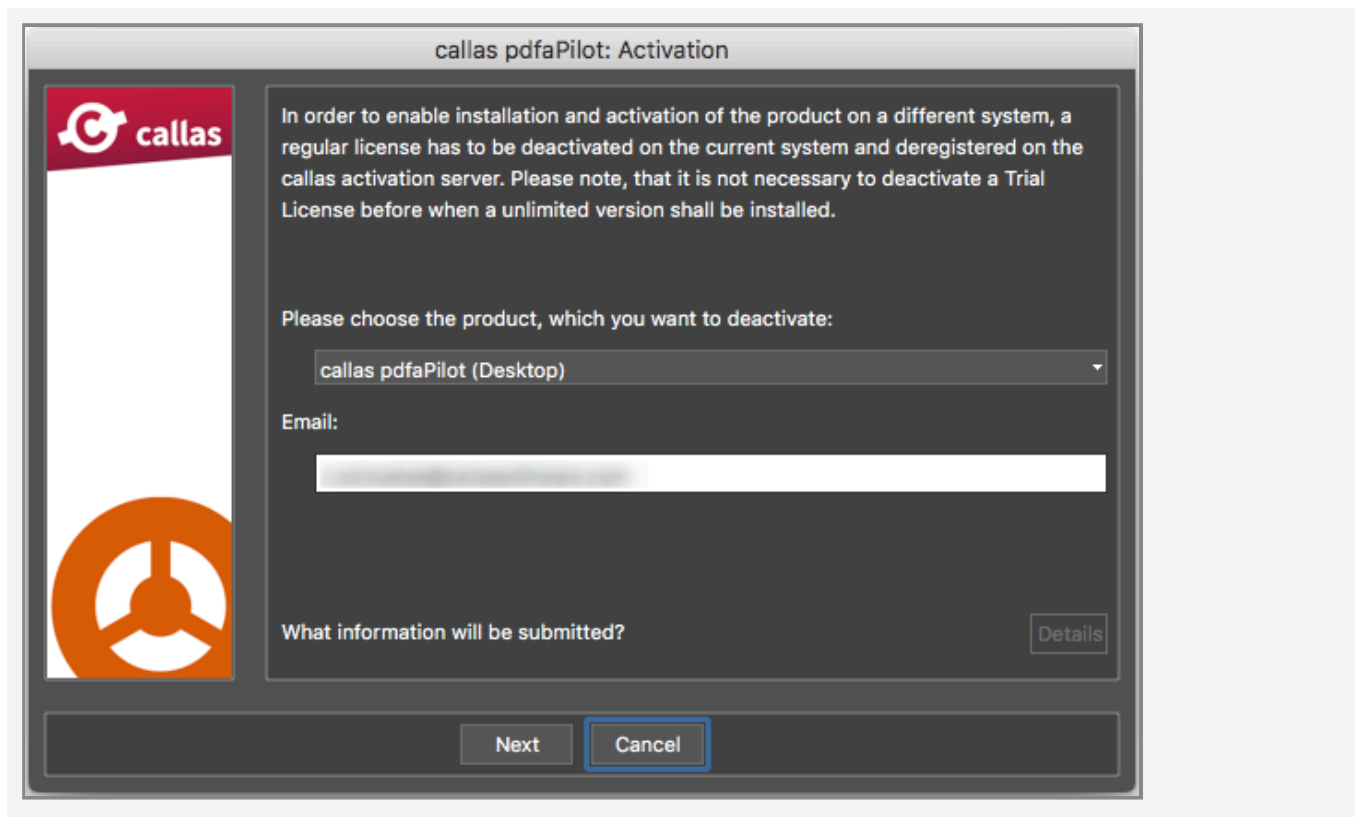 callas pdfaPilot: Activation
callas
In order to enable installation and activation of the product on a different system, a
regular license has to be deactivated on the current system and deregistered on the
callas activation server. Please note, that it is not necessary to deactivate a Trial
License before when a unlimited version shall be installed.
Please choose the product, which you want to deactivate:
callas pdfaPilot (Desktop)
Email:
What information will be submitted?
Details
Next
Cancel